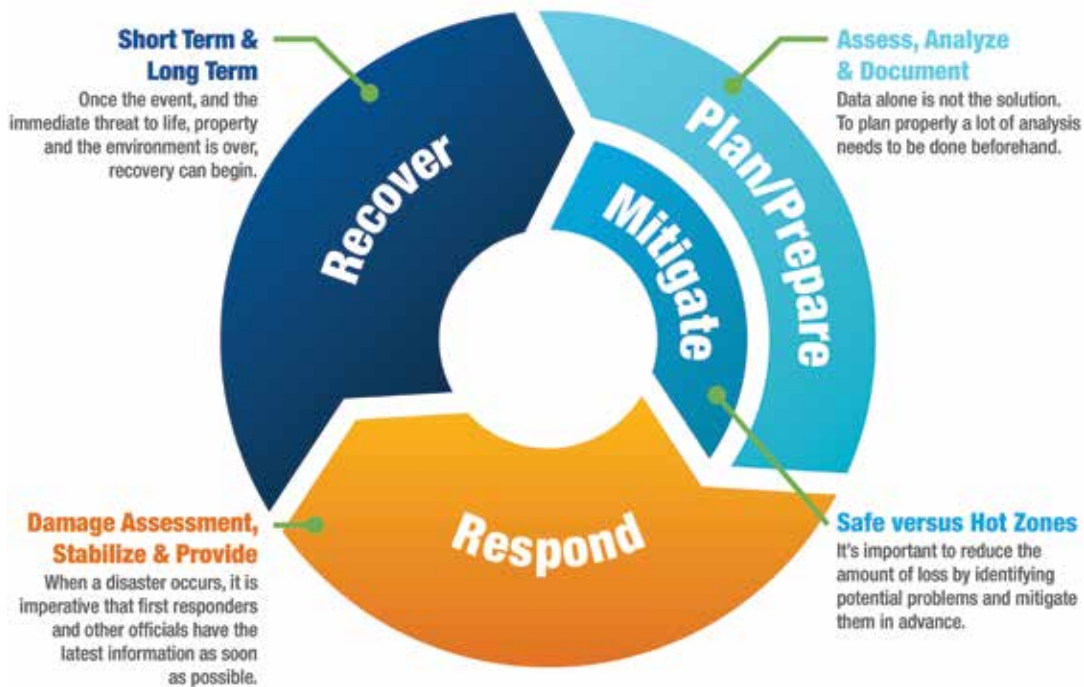 Short Term &
Long Term
Once the event, and the
immediate threat to life, property
and the environment is over,
recovery can begin.
Assess, Analyze
& Document
Data alone is not the solution.
To plan properly a lot of analysis
needs to be done beforehand.
Recover
Plan/Prepare
Mitigate
Respond
Damage Assessment,
Stabilize & Provide
When a disaster occurs, it is
imperative that first responders
and other officials have the
latest information as soon
as possible.
Safe versus Hot Zones
It's important to reduce the
amount of loss by identifying
potential problems and mitigate
them in advance.